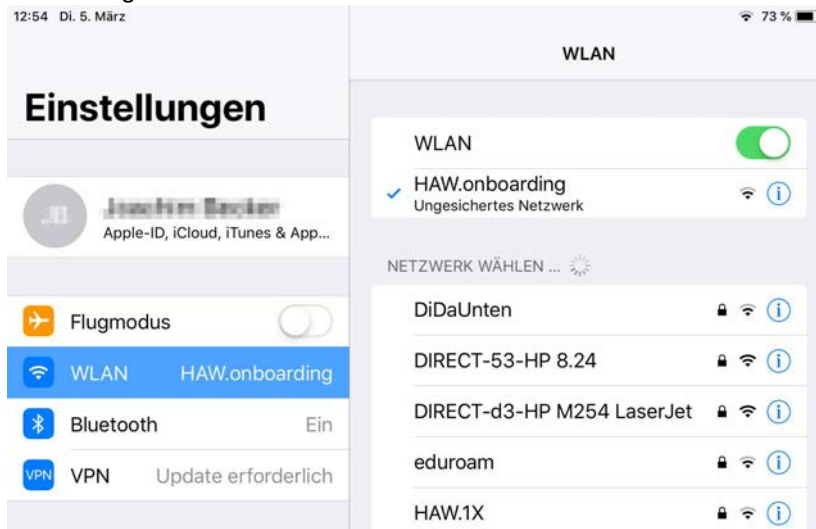 12:54 Di. 5. März
73 %
WLAN
Einstellungen
WLAN
HAW.onboarding
Ungesichertes Netzwerk
Apple-ID, iCloud, iTunes & App...
NETZWERK WÄHLEN ...
DiDaUnten
Flugmodus
DIRECT-53-HP 8.24
WLAN HAW.onboarding
DIRECT-d3-HP M254 LaserJet
Bluetooth Ein
eduroam
VPN VPN Update erforderlich
HAW.1X